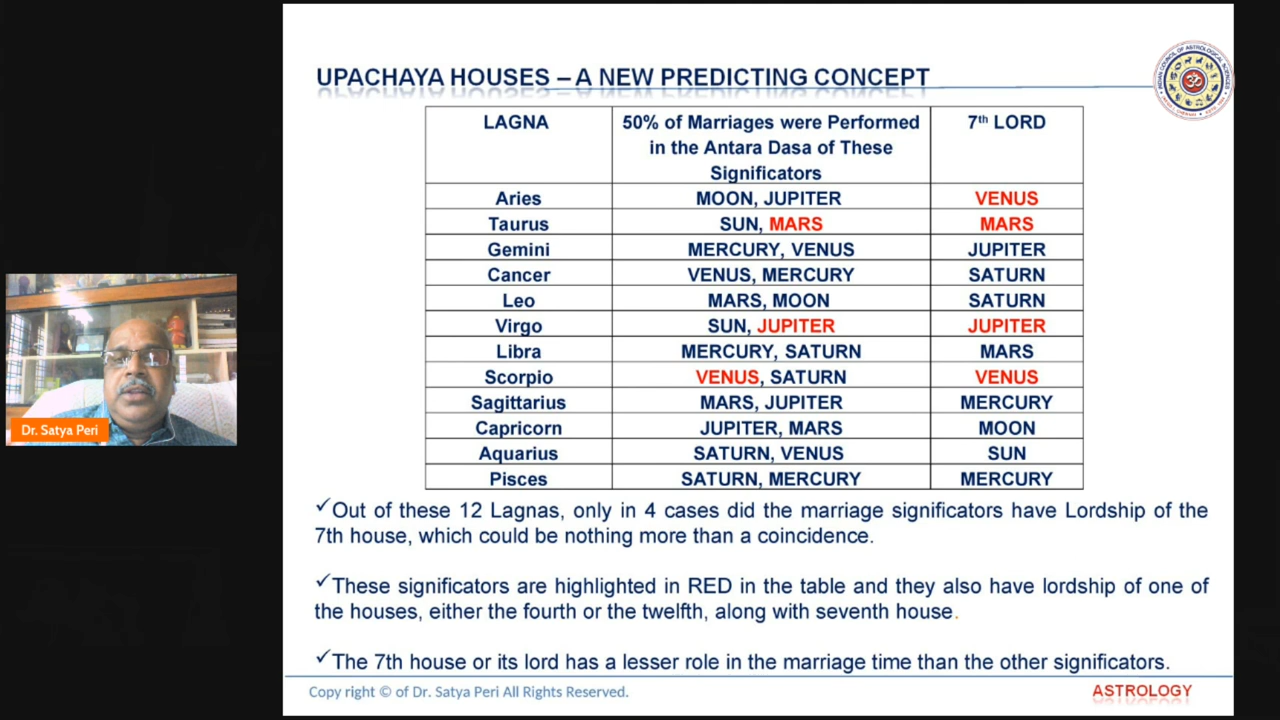 UPACHAYA HOUSES – A NEW PREDICTING CONCEPT
LAGNA 50% of Marriages were Performed in the Antara Dasa of These Significators 7th LORD
Aries MOON, JUPITER VENUS
Taurus SUN, MARS MARS
Gemini MERCURY, VENUS JUPITER
Cancer VENUS, MERCURY SATURN
Leo MARS, MOON SATURN
Virgo SUN, JUPITER JUPITER
Libra MERCURY, SATURN MARS
Scorpio VENUS, SATURN VENUS
Sagittarius MARS, JUPITER MERCURY
Capricorn JUPITER, MARS MOON
Aquarius SATURN, VENUS SUN
Pisces SATURN, MERCURY MERCURY
✓Out of these 12 Lagnas, only in 4 cases did the marriage significators have Lordship of the
7th house, which could be nothing more than a coincidence.
✓These significators are highlighted in RED in the table and they also have lordship of one of
the houses, either the fourth or the twelfth, along with seventh house.
✓The 7th house or its lord has a lesser role in the marriage time than the other significators.
Copy right © of Dr. Satya Peri All Rights Reserved.
ASTROLOGY
Dr. Satya Peri